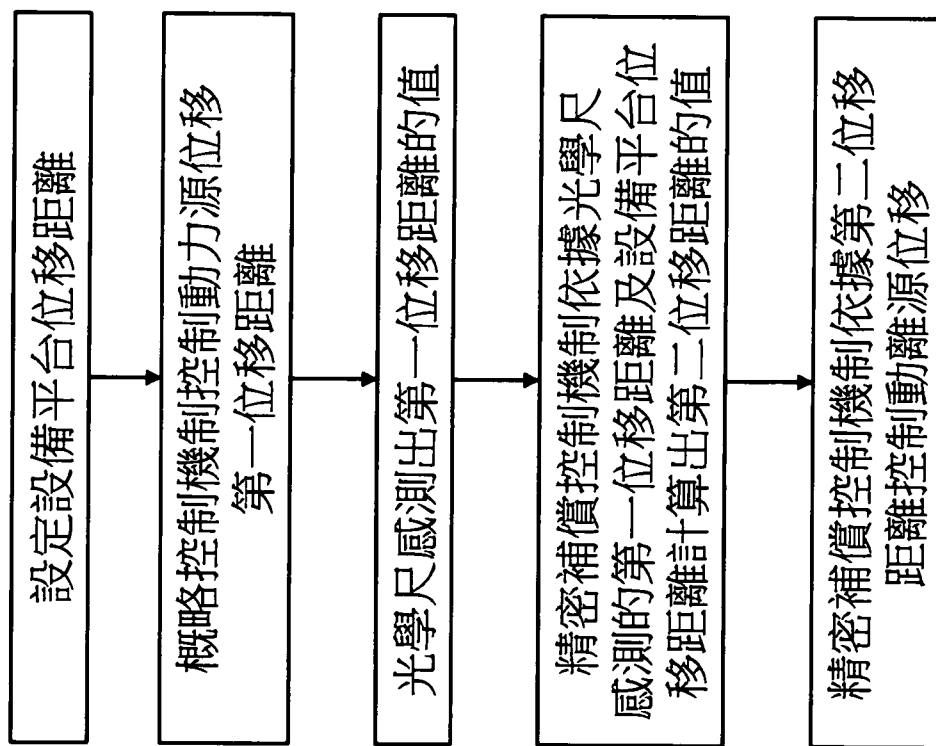 設定設備平台位移距離
概略控制機制控制動力源位移
第一位移距離
光學尺感測出第一位移距離的值
精密補償控制機制依據光學尺
感測的第一位移距離及設備平台位
移距離計算出第二位移距離的值
精密補償控制機制依據第二位移
距離控制動離源位移